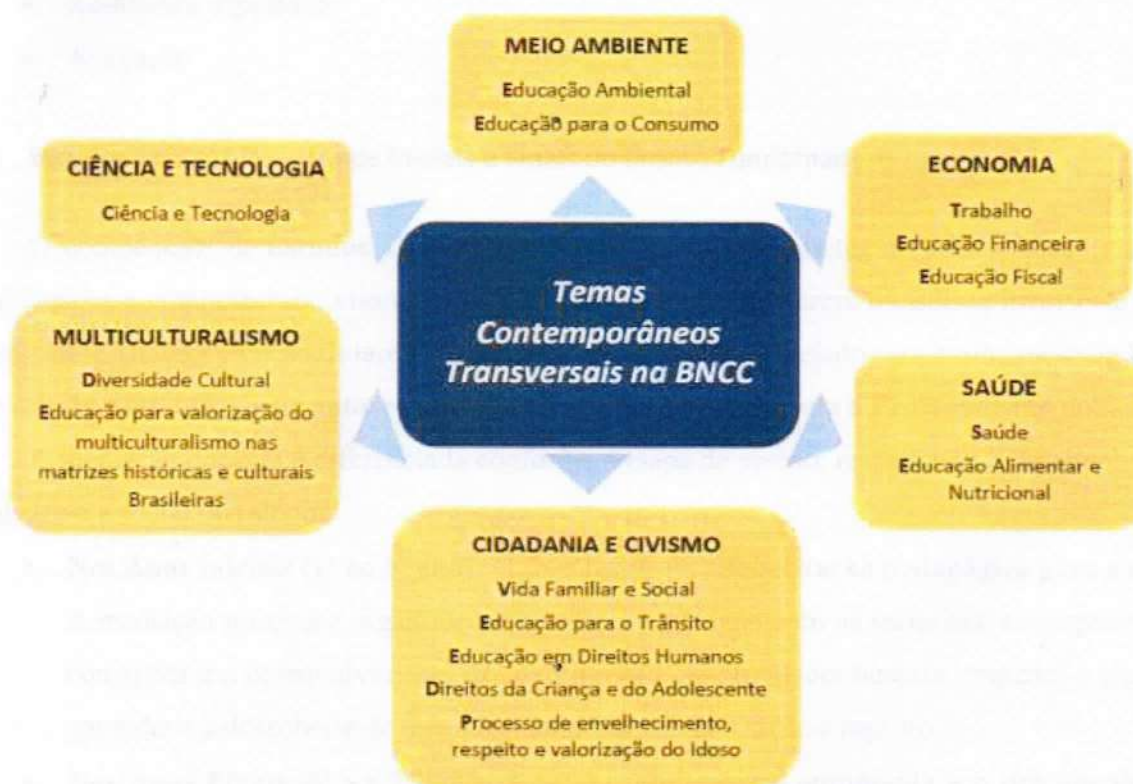 MEIO AMBIENTE
Educação Ambiental
Educação para o Consumo
CIÊNCIA E TECNOLOGIA
Ciência e Tecnologia
ECONOMIA
Trabalho
Educação Financeira
Educação Fiscal
Temas
Contemporâneos
Transversais na BNCC
MULTICULTURALISMO
Diversidade Cultural
Educação para valorização do
multiculturalismo nas
matrizes históricas e culturais
Brasileiras
SAÚDE
Saúde
Educação Alimentar e
Nutricional
CIDADANIA E CIVISMO
Vida Familiar e Social
Educação para o Trânsito
Educação em Direitos Humanos
Direitos da Criança e do Adolescente
Processo de envelhecimento,
respeito e valorização do Idoso